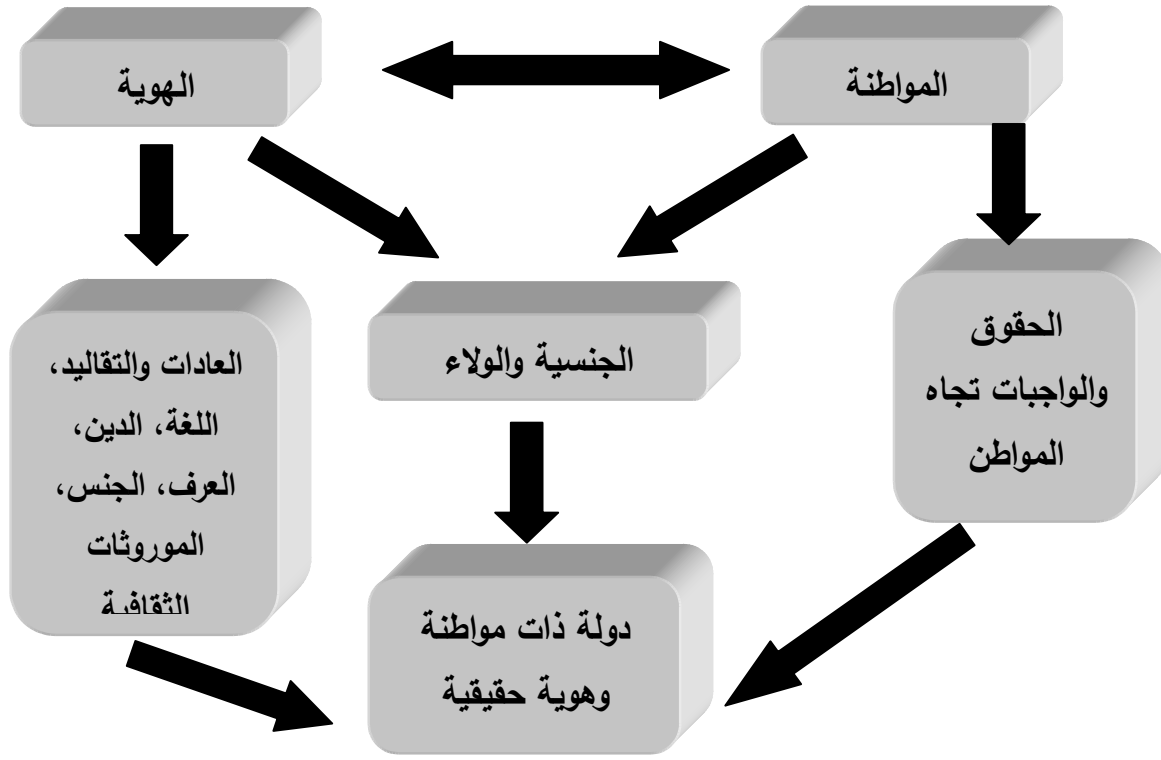 المواطنة
الهوية
الحقوق
والواجبات تجاه
المواطن
الجنسية والولاء
العادات والتقاليد،
اللغة، الدين،
العرف، الجنس،
الموروثات
الثقافية
دولة ذات مواطنة
وهوية حقيقية